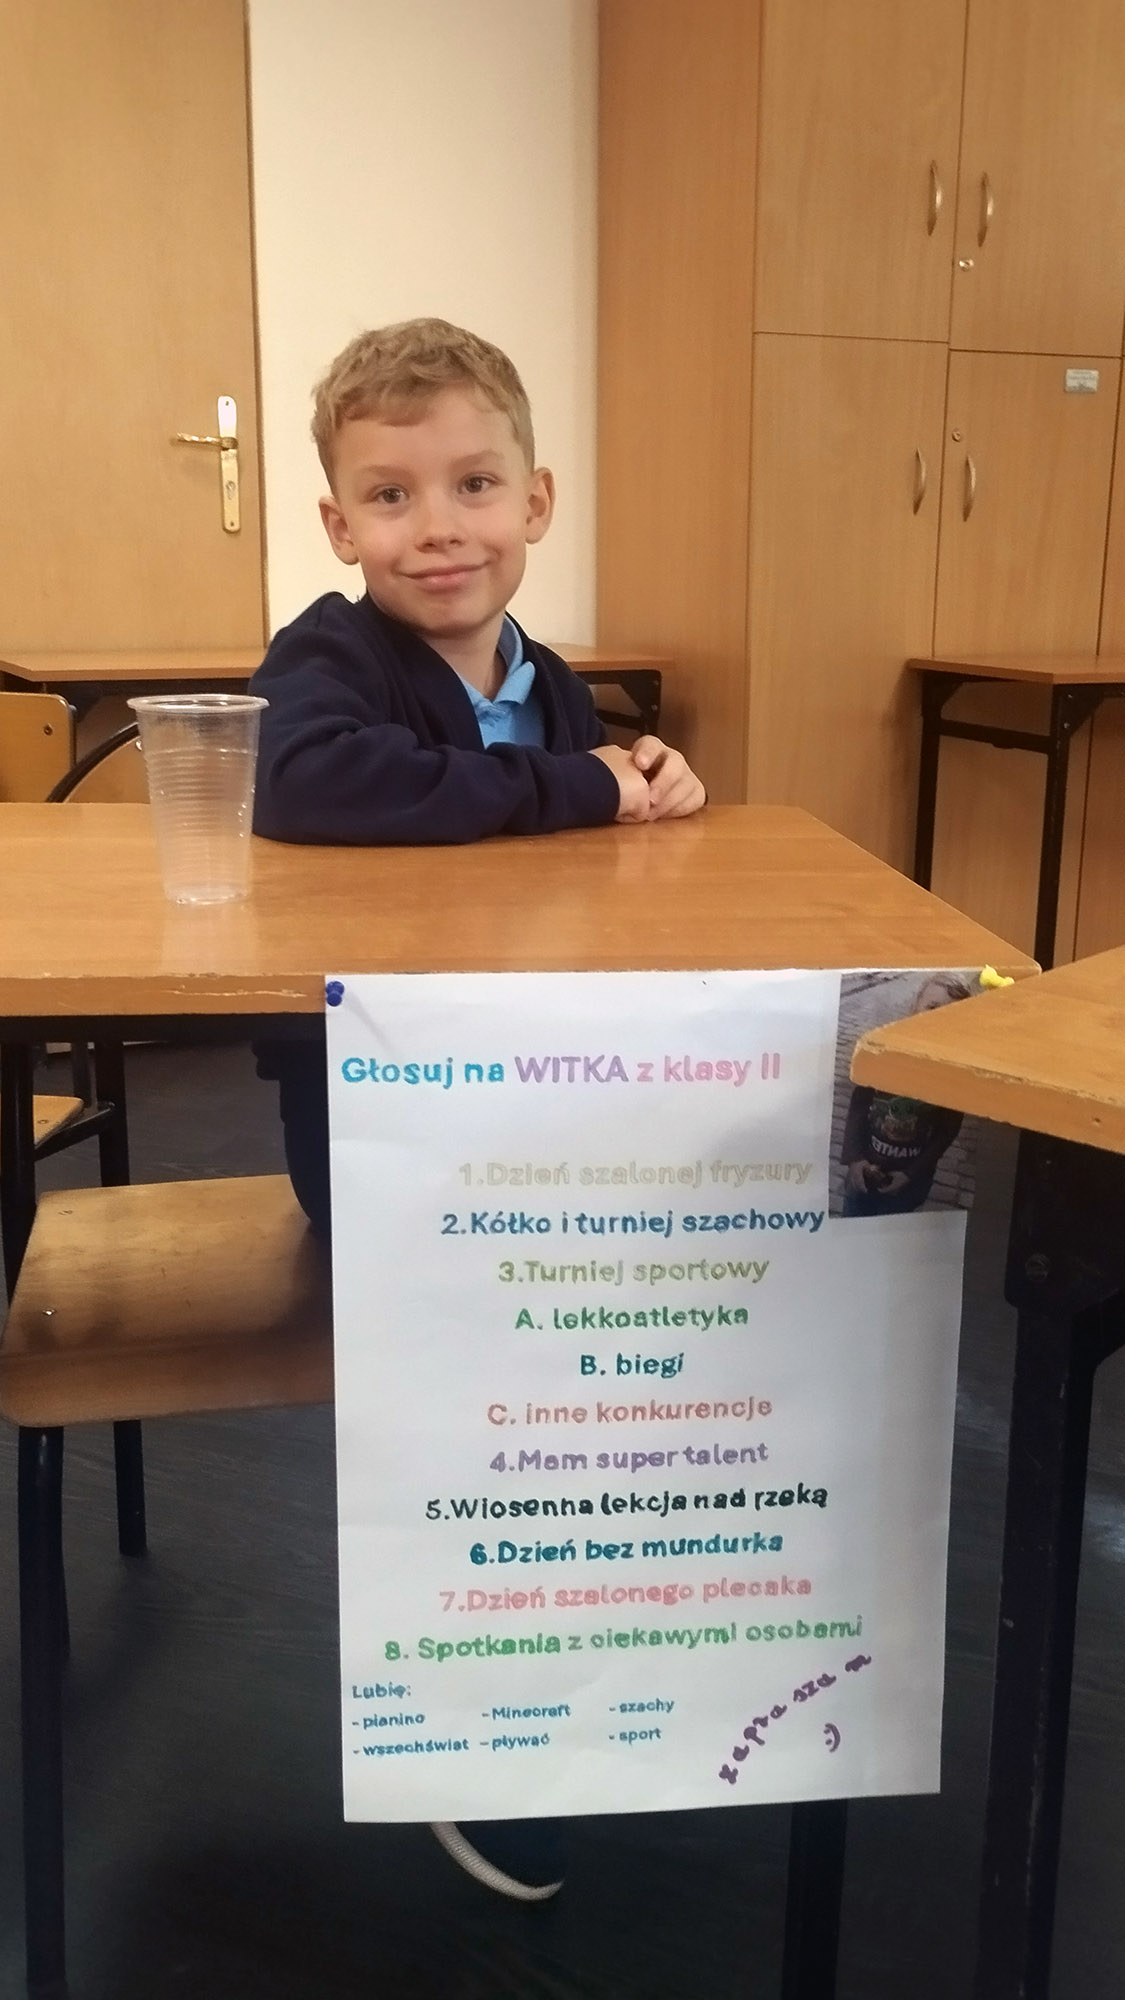 Głosuj na WITKA z klasy II
1.Dzień szalonej fryzury
2.Kółko i turniej szachowy
3.Turniej sportowy
A. lekkoatletyka
B. biegi
C. inne konkurencje
4.Mam super talent
5.Wiosenna lekcja nad rzeką
6.Dzień bez mundurka
7.Dzień szalonego plecaka
8. Spotkania z ciekawymi osobami
Lubię:
- pianino - Minecraft - szachy
- wszechświat - pływać - sport
zapraszam
:)